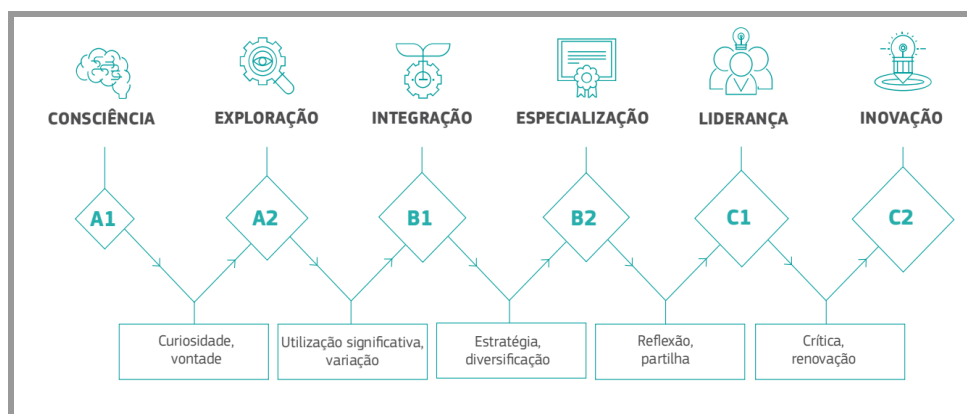 CONSCIÊNCIA
EXPLORAÇÃO
INTEGRAÇÃO
ESPECIALIZAÇÃO
LIDERANÇA
INOVAÇÃO
A1
A2
B1
B2
C1
C2
Curiosidade,
vontade
Utilização significativa,
variação
Estratégia,
diversificação
Reflexão,
partilha
Crítica,
renovação